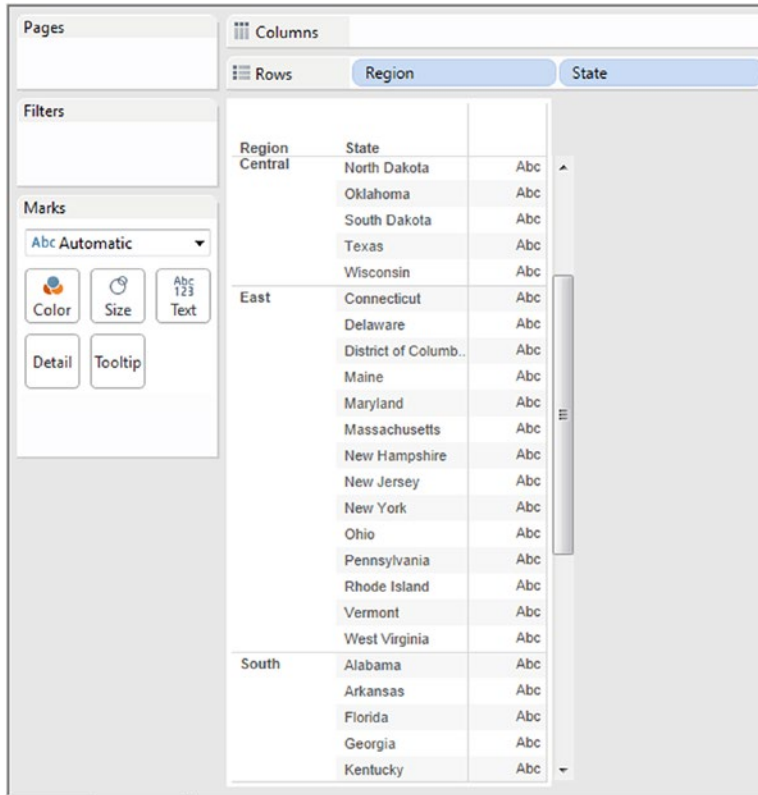 Pages
Columns
Rows Region State
Filters
Marks
Abc Automatic
Color Size Abc 123 Text
Detail Tooltip
Region State
Central North Dakota Abc
Oklahoma Abc
South Dakota Abc
Texas Abc
Wisconsin Abc
East Connecticut Abc
Delaware Abc
District of Columb.. Abc
Maine Abc
Maryland Abc
Massachusetts Abc
New Hampshire Abc
New Jersey Abc
New York Abc
Ohio Abc
Pennsylvania Abc
Rhode Island Abc
Vermont Abc
West Virginia Abc
South Alabama Abc
Arkansas Abc
Florida Abc
Georgia Abc
Kentucky Abc